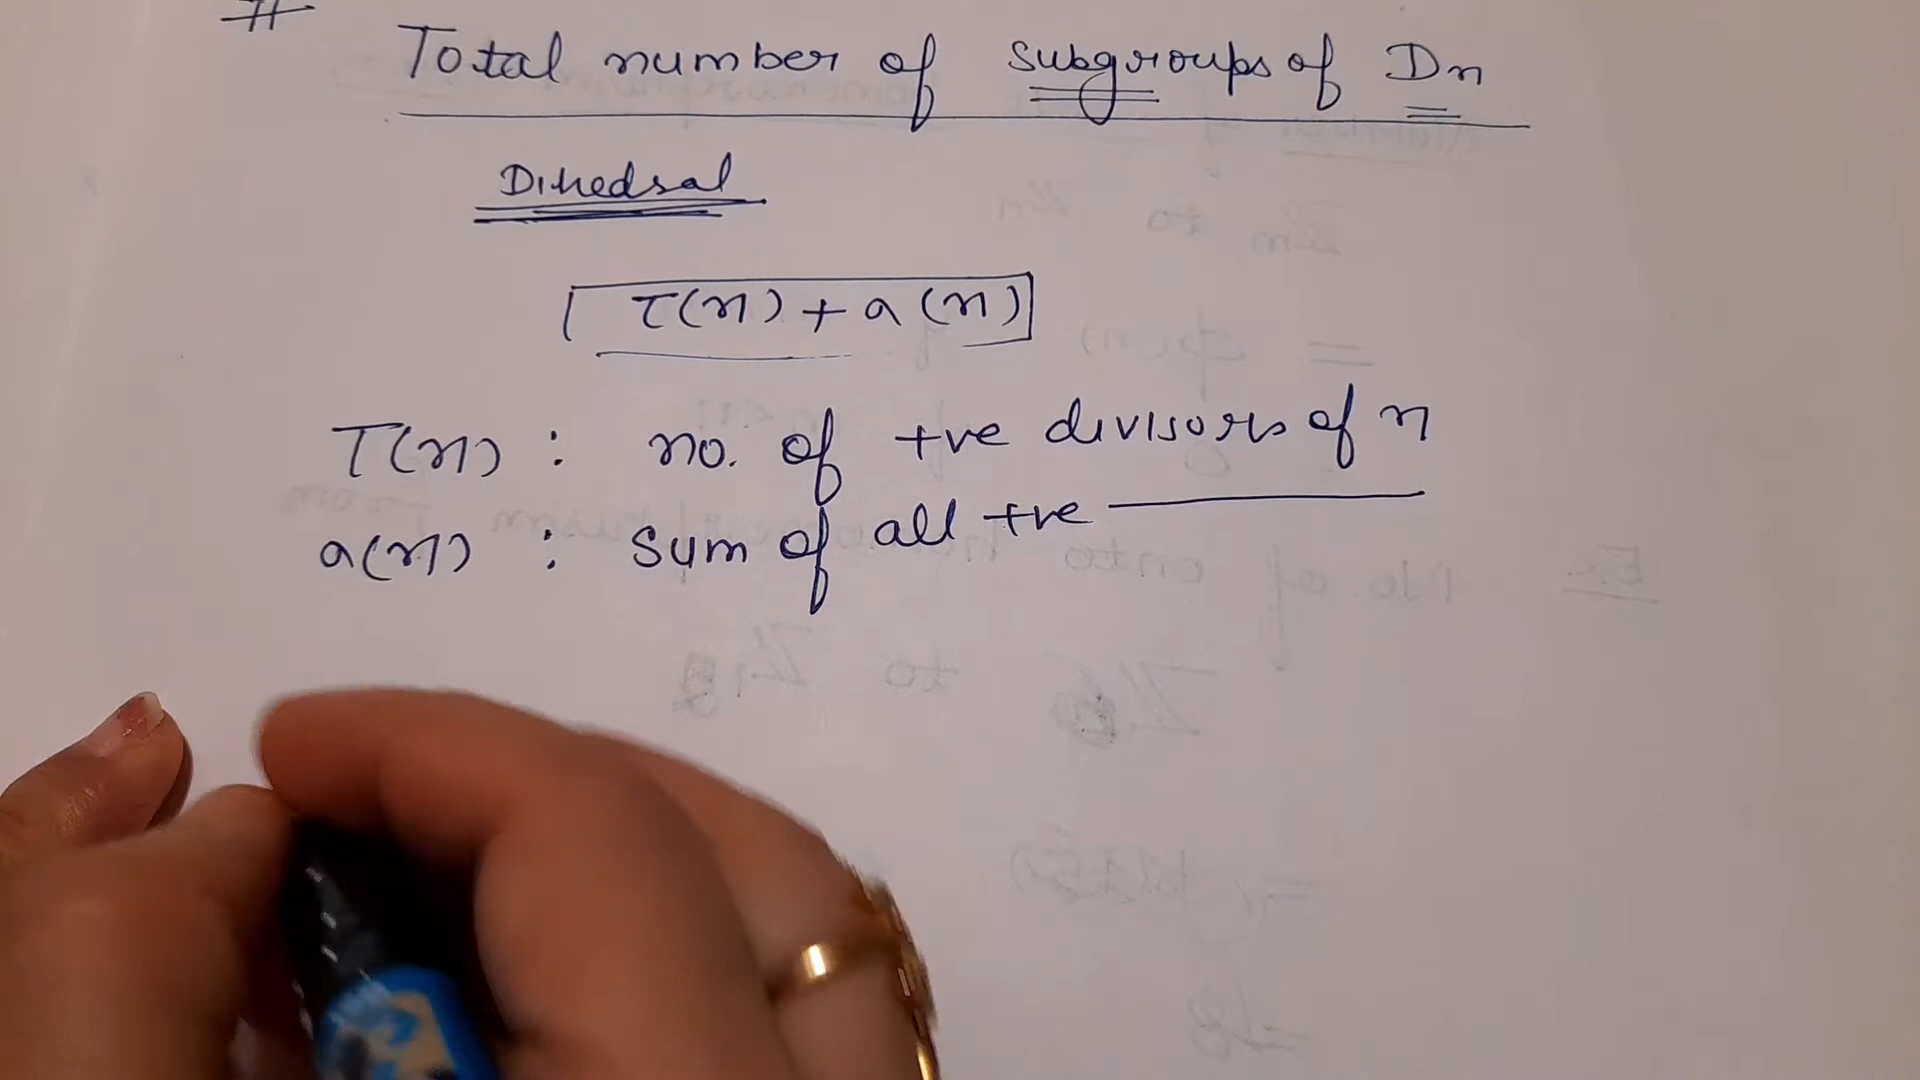 #
Total number of subgroups of Dn
Dihedral
τ(n) + a(n)
T(n) : no. of +ve divisors of n
a(n) : sum of all +ve ———